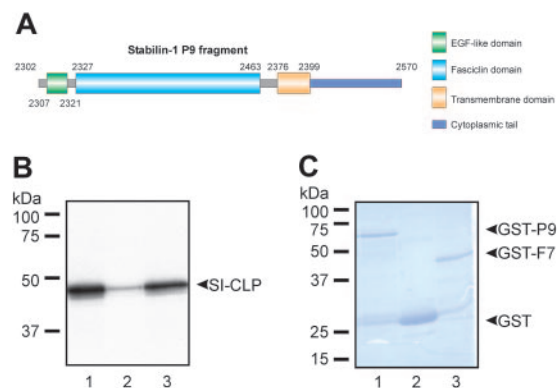 A
Stabilin-1 P9 fragment
2302 2327 2463 2376 2399 2570
2307 2321
EGF-like domain
Fasciclin domain
Transmembrane domain
Cytoplasmic tail
B
kDa
100
75
50
37
SI-CLP
1 2 3
C
kDa
100
75
50
37
25
15
GST-P9
GST-F7
GST
1 2 3